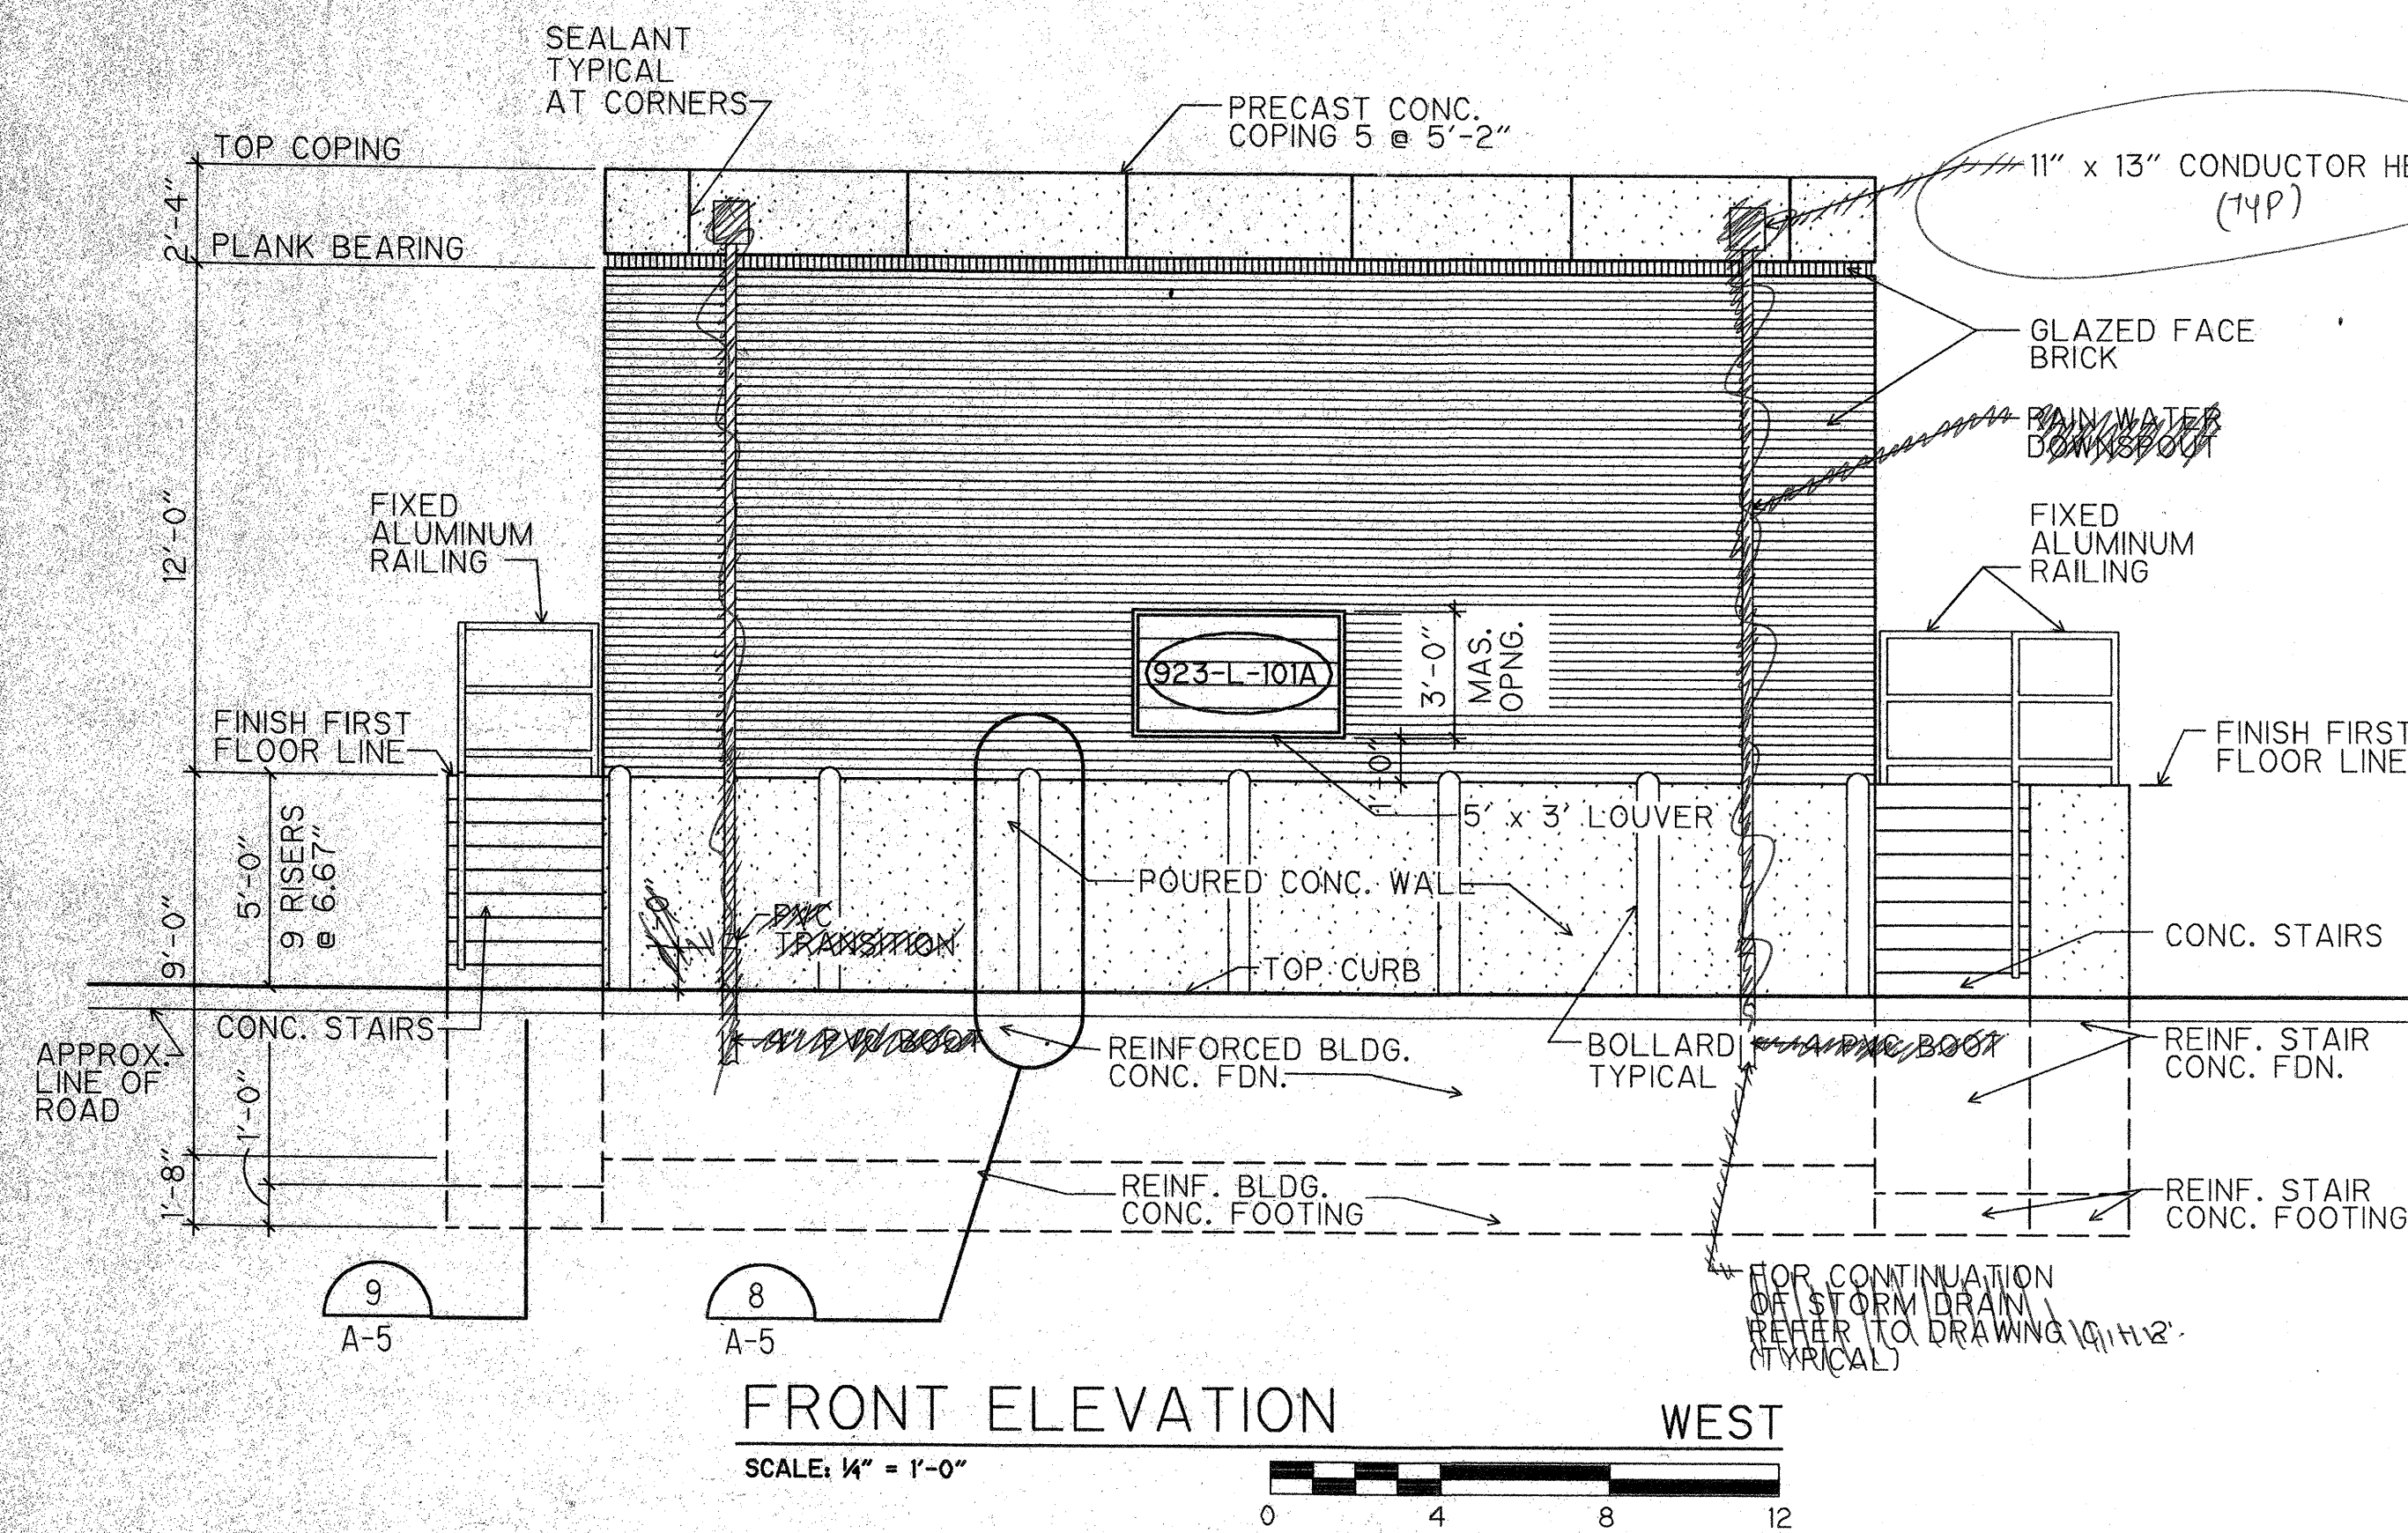 SEALANT
TYPICAL
AT CORNERS
PRECAST CONC.
COPING 5 @ 5'-2"
TOP COPING
11" x 13" CONDUCTOR HE
(TYP)
2'-4"
PLANK BEARING
GLAZED FACE
BRICK
RAIN WATER
DOWNSPOUT
12'-0"
FIXED
ALUMINUM
RAILING
FIXED
ALUMINUM
RAILING
923-L-101A
3'-0"
MAS.
OPNG.
FINISH FIRST
FLOOR LINE
FINISH FIRST
FLOOR LINE
1'-0"
5' x 3' LOUVER
9'-0"
5'-0"
9 RISERS
@ 6.67"
POURED CONC. WALL
PVC
TRANSITION
CONC. STAIRS
TOP CURB
CONC. STAIRS
APPROX.
LINE OF
ROAD
PVC BOOT
REINFORCED BLDG.
CONC. FDN.
BOLLARD
TYPICAL
PVC BOOT
REINF. STAIR
CONC. FDN.
1'-0"
1'-8"
REINF. BLDG.
CONC. FOOTING
REINF. STAIR
CONC. FOOTING
9
A-5
8
A-5
FOR CONTINUATION
OF STORM DRAIN
REFER TO DRAWING
(TYPICAL)
FRONT ELEVATION
WEST
SCALE: 1/4" = 1'-0"
0 4 8 12